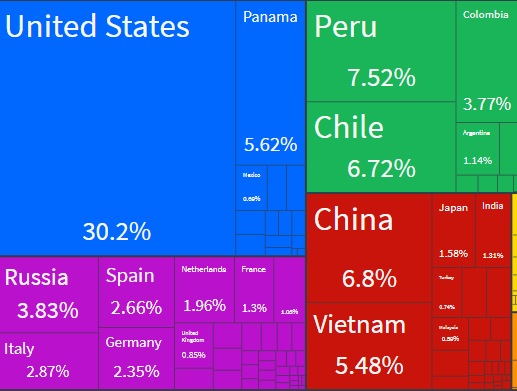 United States
30.2%
Panama
5.62%
Mexico
0.69%
Peru
7.52%
Colombia
3.77%
Chile
6.72%
Argentina
1.14%
China
6.8%
Japan
1.58%
India
1.31%
Turkey
0.74%
Vietnam
5.48%
Malaysia
0.59%
Russia
3.83%
Spain
2.66%
Netherlands
1.96%
France
1.3%
1.05%
Italy
2.87%
Germany
2.35%
United
Kingdom
0.85%